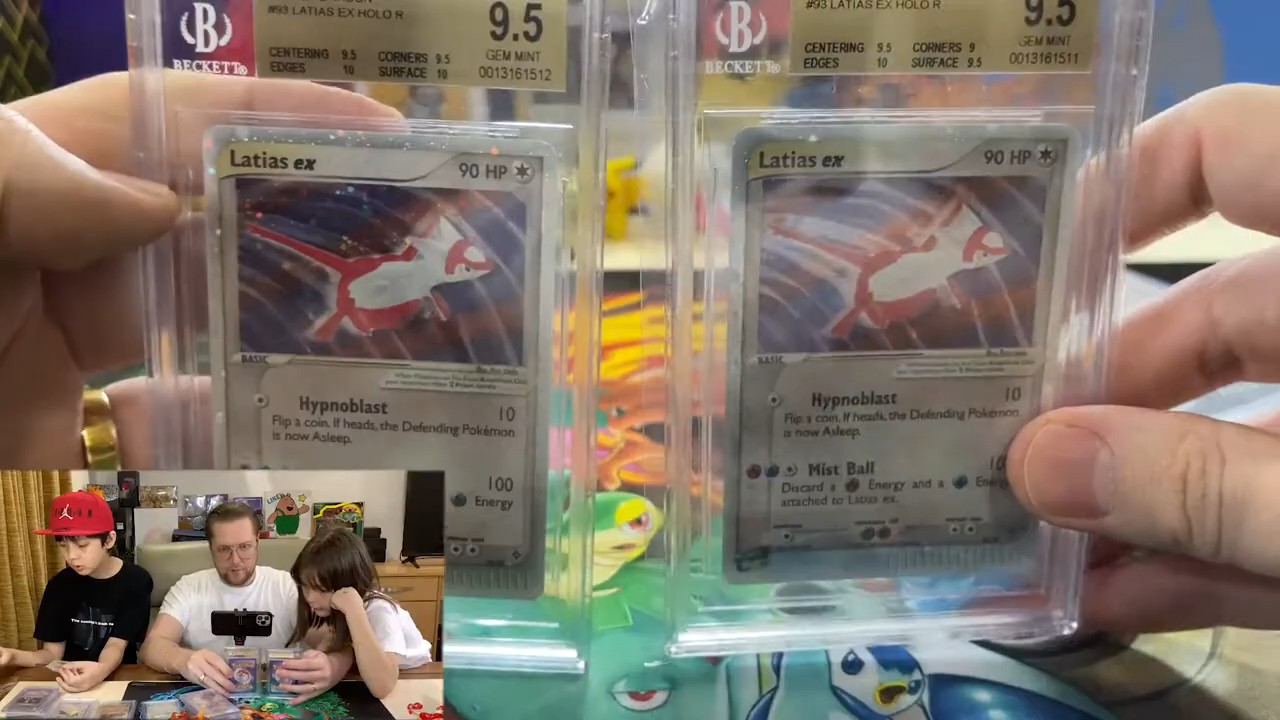 #93 LATIAS EX HOLO R
9.5
GEM MINT
CENTERING 9.5 CORNERS 9.5
EDGES 10 SURFACE 10
0013161512
B
BECKETT®
Latias ex
90 HP
BASIC
Hypnoblast 10
Flip a coin. If heads, the Defending Pokémon
is now Asleep.
100
Energy
#93 LATIAS EX HOLO R
9.5
GEM MINT
CENTERING 9.5 CORNERS 9
EDGES 10 SURFACE 9.5
0013161511
B
BECKETT®
Latias ex
90 HP
BASIC
Hypnoblast 10
Flip a coin. If heads, the Defending Pokémon
is now Asleep.
Mist Ball
Discard a Energy and a
attached to Latias ex.